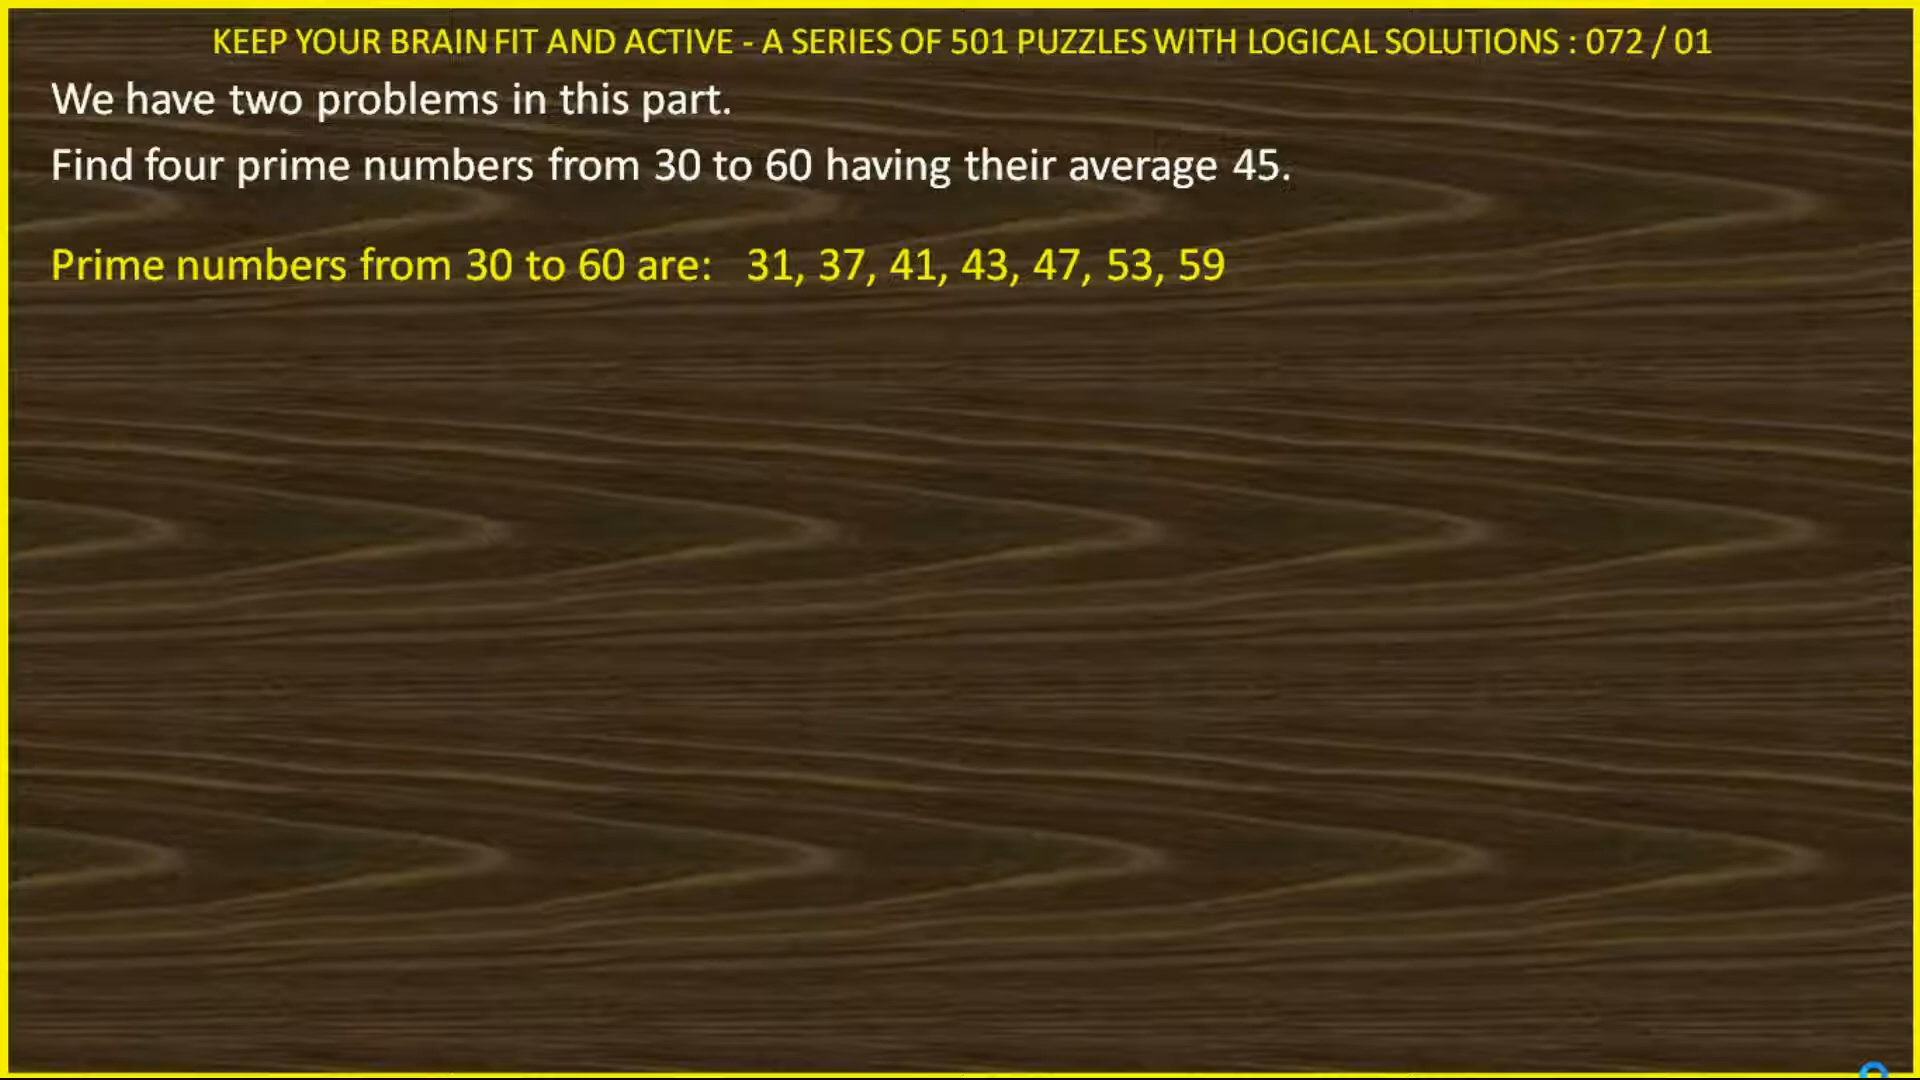 KEEP YOUR BRAIN FIT AND ACTIVE - A SERIES OF 501 PUZZLES WITH LOGICAL SOLUTIONS : 072 / 01
We have two problems in this part.
Find four prime numbers from 30 to 60 having their average 45.
Prime numbers from 30 to 60 are: 31, 37, 41, 43, 47, 53, 59